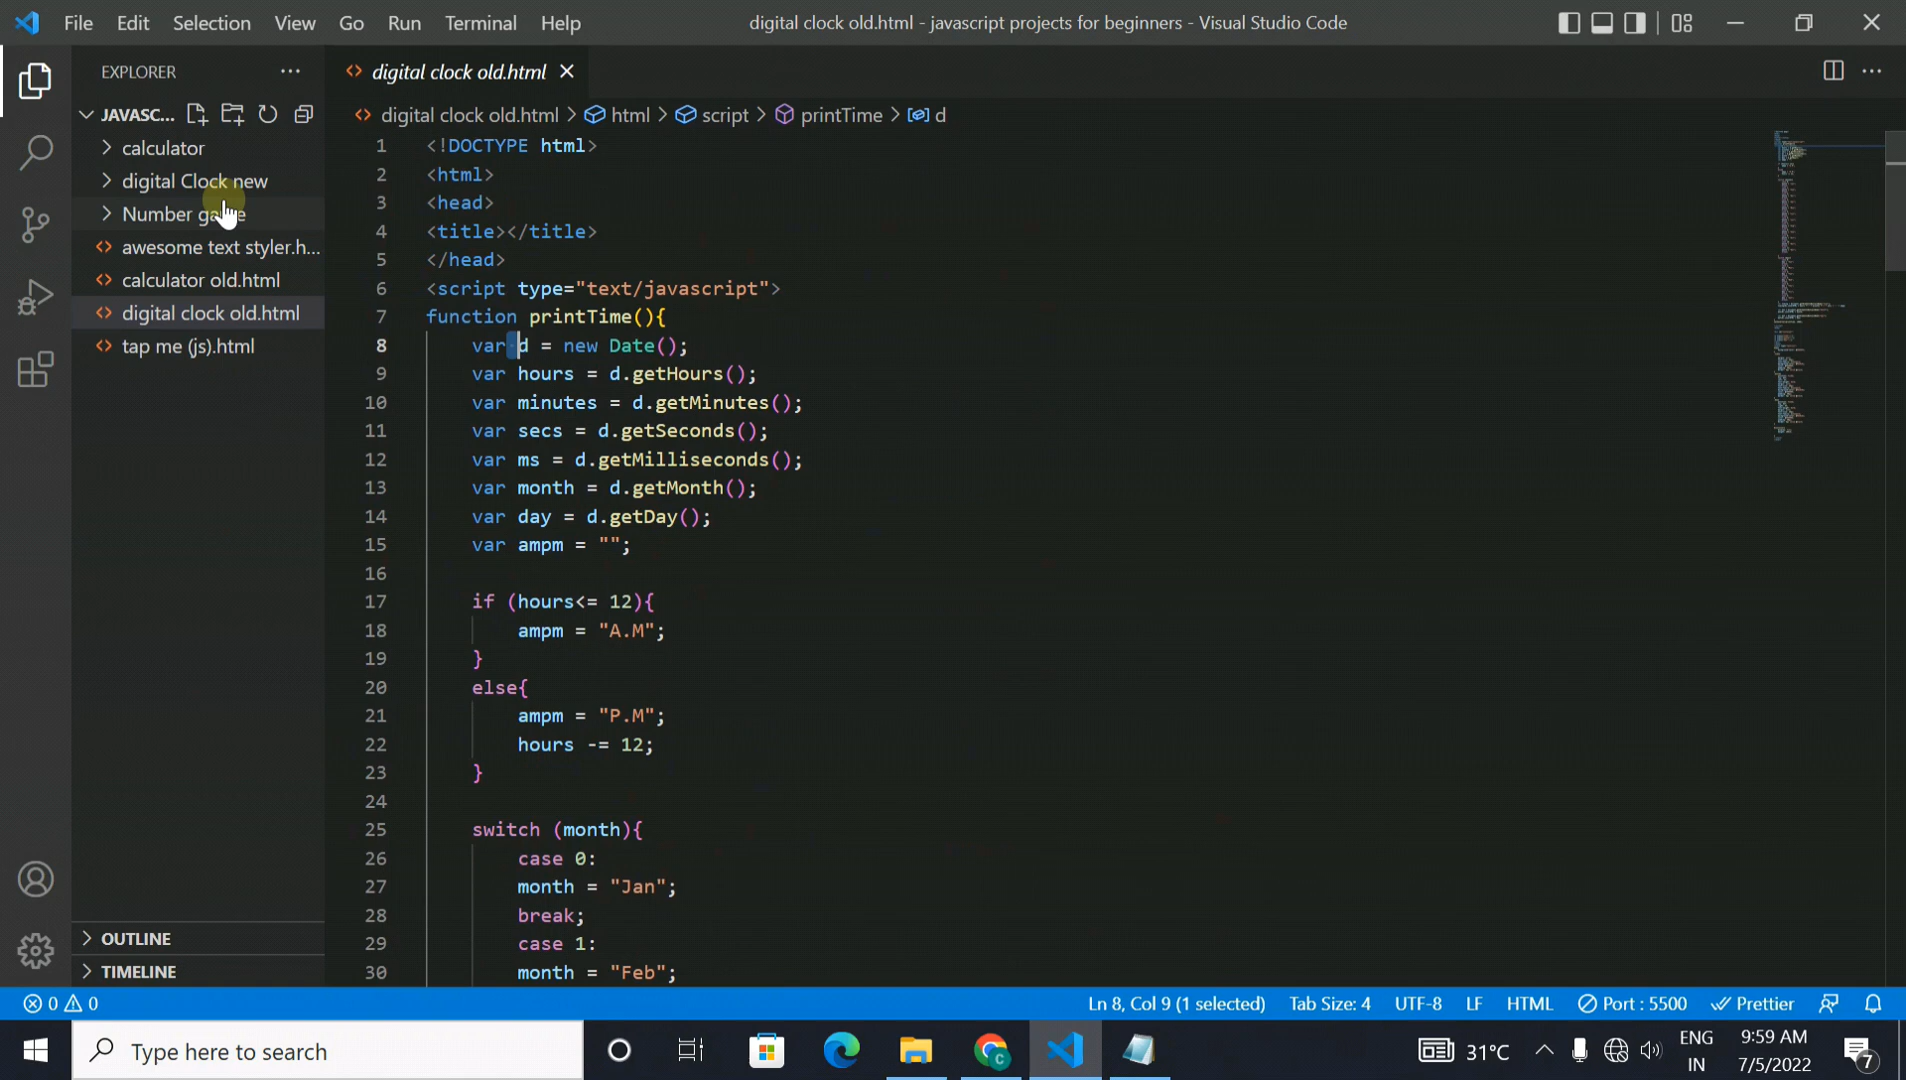 File Edit Selection View Go Run Terminal Help digital clock old.html - javascript projects for beginners - Visual Studio Code
EXPLORER
JAVASC...
calculator
digital Clock new
Number game
awesome text styler.h...
calculator old.html
digital clock old.html
tap me (js).html
OUTLINE
TIMELINE
digital clock old.html
digital clock old.html > html > script > printTime > d
1 <!DOCTYPE html>
2 <html>
3 <head>
4 <title></title>
5 </head>
6 <script type="text/javascript">
7 function printTime(){
8 var d = new Date();
9 var hours = d.getHours();
10 var minutes = d.getMinutes();
11 var secs = d.getSeconds();
12 var ms = d.getMilliseconds();
13 var month = d.getMonth();
14 var day = d.getDay();
15 var ampm = "";
16
17 if (hours<= 12){
18 ampm = "A.M";
19 }
20 else{
21 ampm = "P.M";
22 hours -= 12;
23 }
24
25 switch (month){
26 case 0:
27 month = "Jan";
28 break;
29 case 1:
30 month = "Feb";
0 0 Ln 8, Col 9 (1 selected) Tab Size: 4 UTF-8 LF HTML Port : 5500 Prettier
Type here to search
C
31°C
ENG
IN
9:59 AM
7/5/2022
7